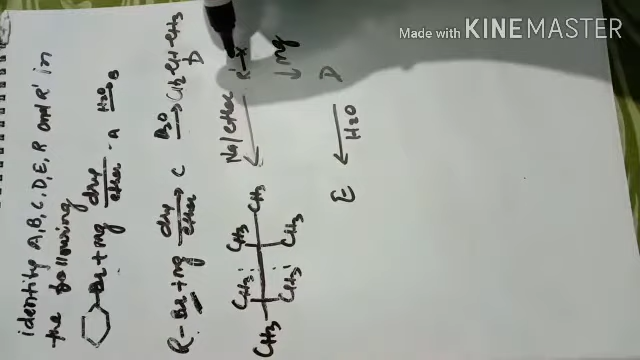 Made with KINEMASTER
identity A, B, C, D, E, R and R' in
the following
Br + mg dry ether → A H2O → B
R - Br + mg dry ether → C D2O → CH3 CH CH3
D
CH3 CH3
CH3 CH3
CH3 CH3
Na/ether ← R'-X
↓ mg
E ← H2O D